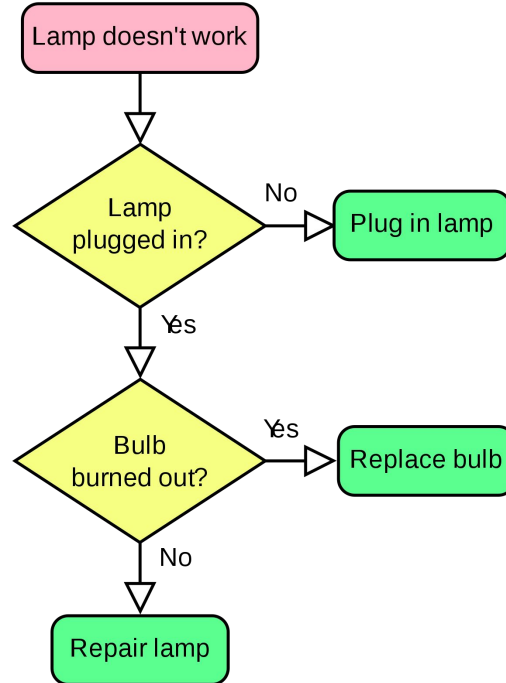 Lamp doesn't work
Lamp
plugged in?
No
Plug in lamp
Yes
Bulb
burned out?
Yes
Replace bulb
No
Repair lamp